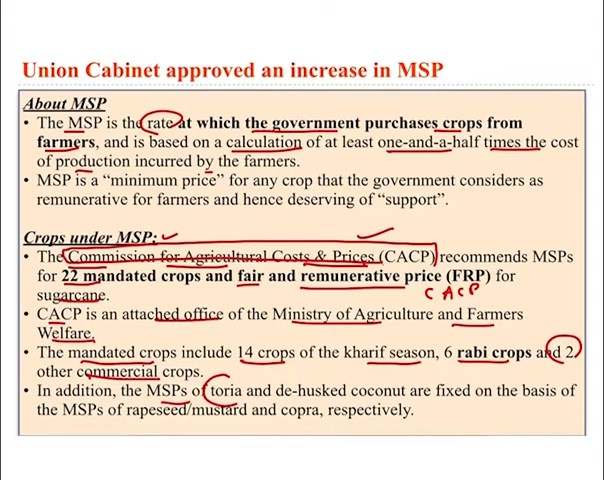 Union Cabinet approved an increase in MSP
About MSP
• The MSP is the rate at which the government purchases crops from
farmers, and is based on a calculation of at least one-and-a-half times the cost
of production incurred by the farmers.
• MSP is a “minimum price” for any crop that the government considers as
remunerative for farmers and hence deserving of “support”.
Crops under MSP:
• The Commission for Agricultural Costs & Prices (CACP) recommends MSPs
for 22 mandated crops and fair and remunerative price (FRP) for
sugarcane.
CACP
• CACP is an attached office of the Ministry of Agriculture and Farmers
Welfare.
• The mandated crops include 14 crops of the kharif season, 6 rabi crops and 2
other commercial crops.
• In addition, the MSPs of toria and de-husked coconut are fixed on the basis of
the MSPs of rapeseed/mustard and copra, respectively.